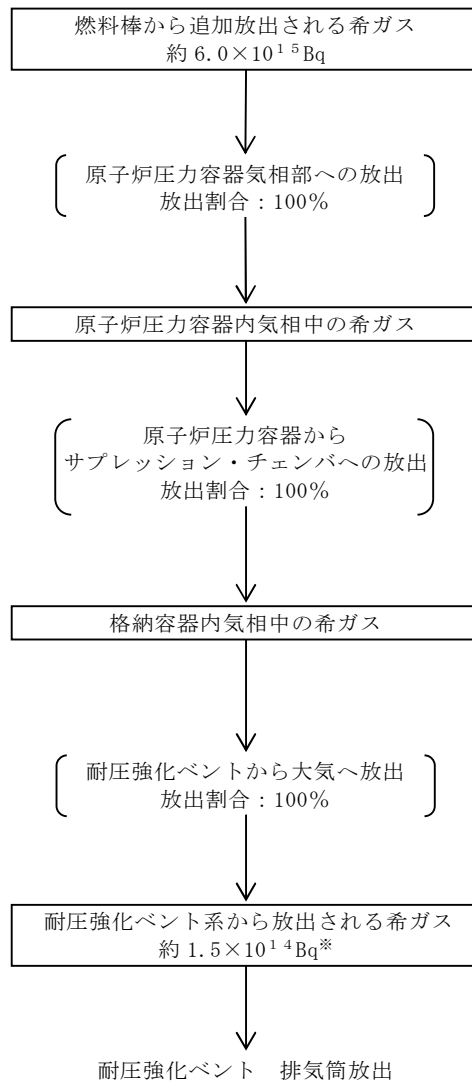 燃料棒から追加放出される希ガス
約 6.0×10¹⁵Bq
原子炉圧力容器気相部への放出
放出割合:100%
原子炉圧力容器内気相中の希ガス
原子炉圧力容器から
サプレッション・チェンバへの放出
放出割合:100%
格納容器内気相中の希ガス
耐圧強化ベントから大気へ放出
放出割合:100%
耐圧強化ベント系から放出される希ガス
約 1.5×10¹⁴Bq※
耐圧強化ベント 排気筒放出